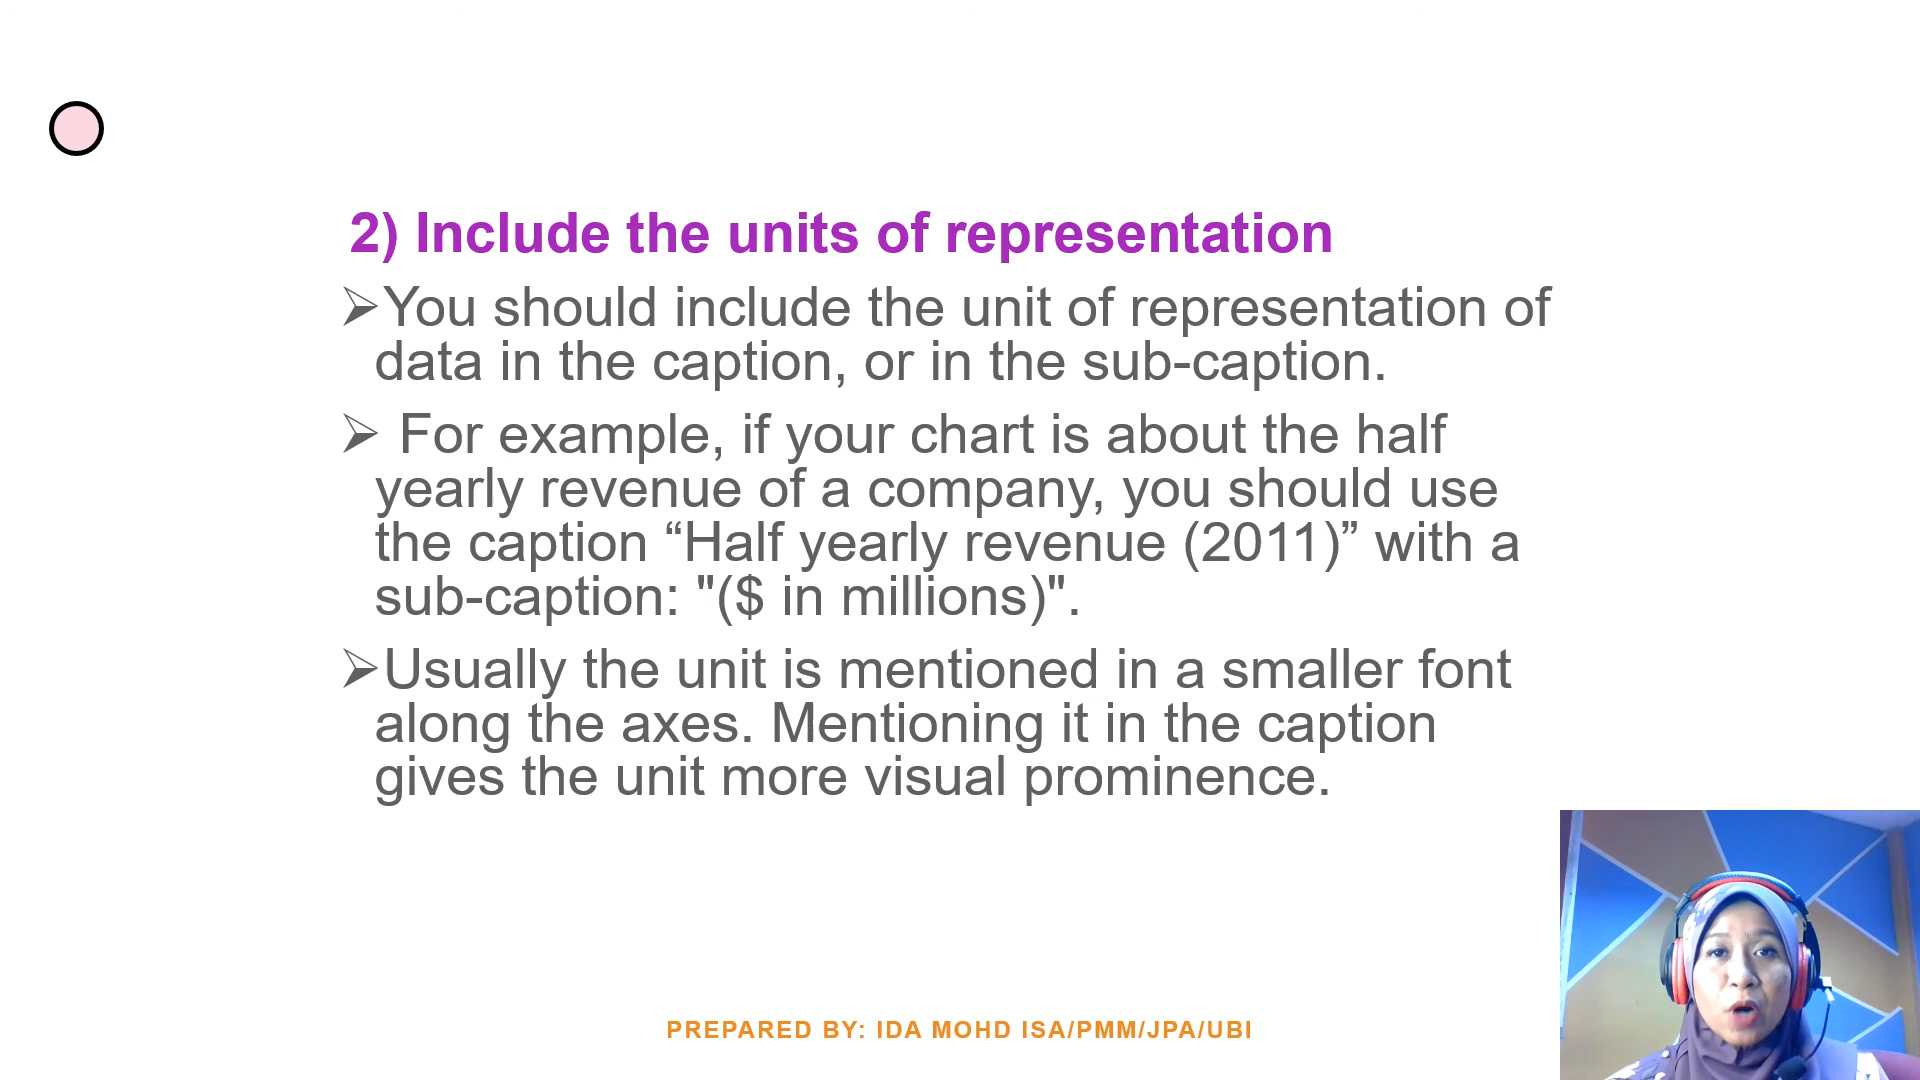 2) Include the units of representation
➢You should include the unit of representation of
data in the caption, or in the sub-caption.
➢ For example, if your chart is about the half
yearly revenue of a company, you should use
the caption “Half yearly revenue (2011)” with a
sub-caption: "($ in millions)".
➢Usually the unit is mentioned in a smaller font
along the axes. Mentioning it in the caption
gives the unit more visual prominence.
PREPARED BY: IDA MOHD ISA/PMM/JPA/UBI